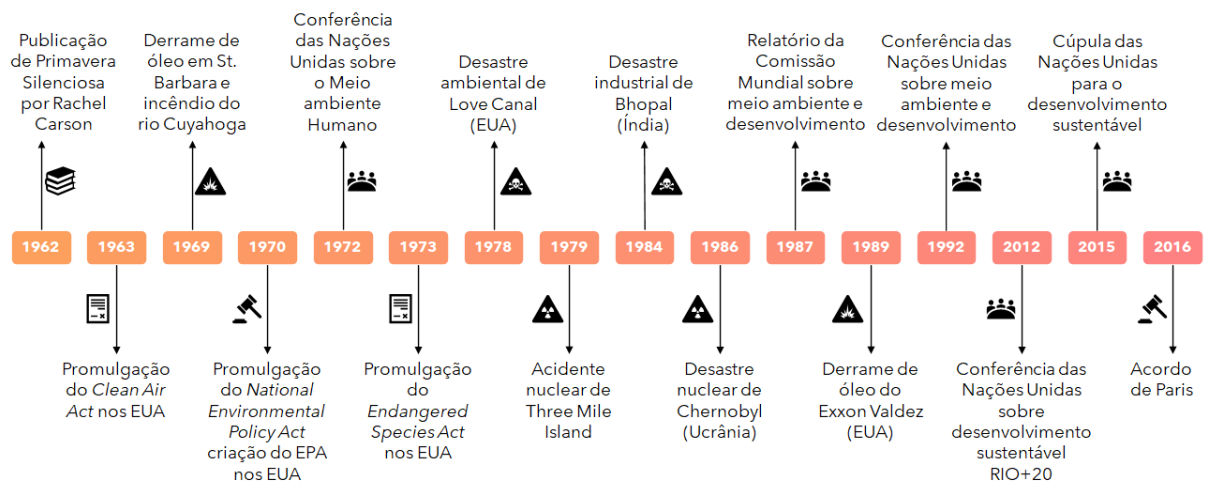 Publicação
de Primavera
Silenciosa
por Rachel
Carson
Derrame de
óleo em St.
Barbara e
incêndio do
rio Cuyahoga
Conferência
das Nações
Unidas sobre
o Meio
ambiente
Humano
Desastre
ambiental de
Love Canal
(EUA)
Desastre
industrial de
Bhopal
(Índia)
Relatório da
Comissão
Mundial sobre
meio ambiente e
desenvolvimento
Conferência das
Nações Unidas
sobre meio
ambiente e
desenvolvimento
Cúpula das
Nações Unidas
para o
desenvolvimento
sustentável
1962 1963 1969 1970 1972 1973 1978 1979 1984 1986 1987 1989 1992 2012 2015 2016
Promulgação
do Clean Air
Act nos EUA
Promulgação
do National
Environmental
Policy Act
criação do EPA
nos EUA
Promulgação
do
Endangered
Species Act
nos EUA
Acidente
nuclear de
Three Mile
Island
Desastre
nuclear de
Chernobyl
(Ucrânia)
Derrame de
óleo do
Exxon Valdez
(EUA)
Conferência das
Nações Unidas
sobre
desenvolvimento
sustentável
RIO+20
Acordo
de Paris